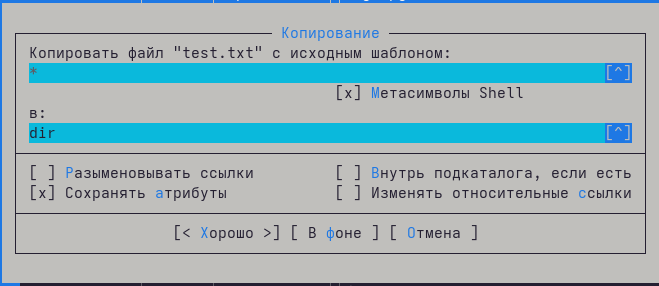 Копирование
Копировать файл "test.txt" с исходным шаблоном:
* [^]
[x] Метасимволы Shell
в:
dir [^]
[ ] Разыменовывать ссылки [ ] Внутрь подкаталога, если есть
[x] Сохранять атрибуты [ ] Изменять относительные ссылки
[< Хорошо >] [ В фоне ] [ Отмена ]